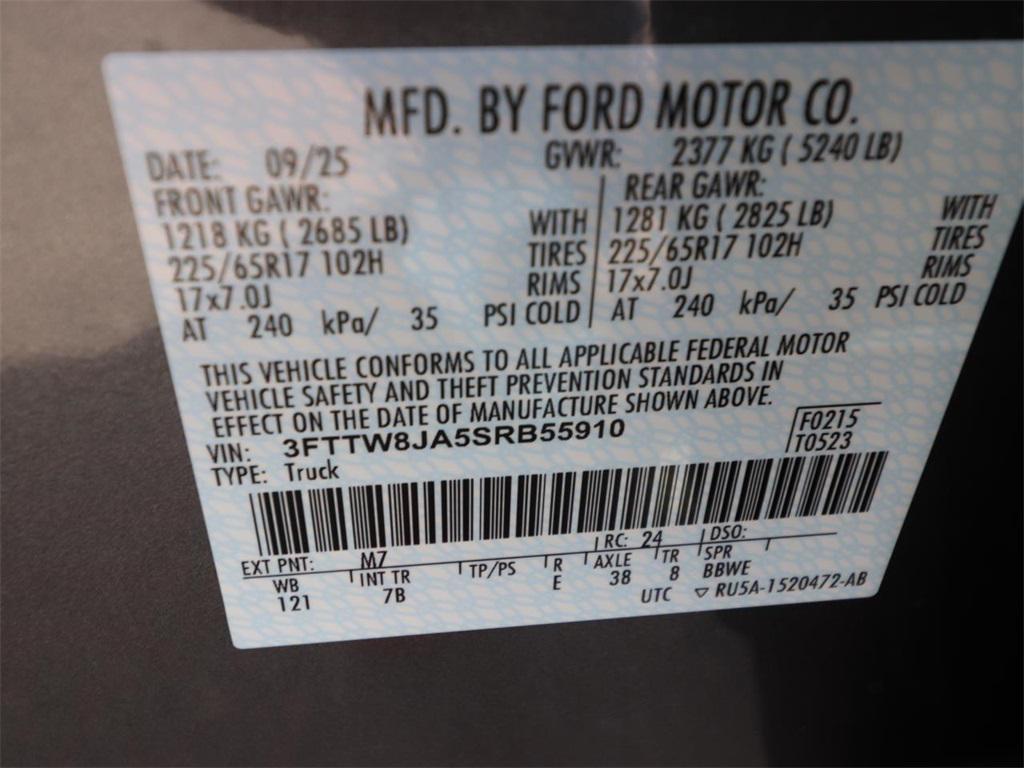 MFD. BY FORD MOTOR CO.
DATE: 09/25 GVWR: 2377 KG ( 5240 LB)
FRONT GAWR: REAR GAWR:
1218 KG ( 2685 LB) WITH 1281 KG ( 2825 LB) WITH
225/65R17 102H TIRES 225/65R17 102H TIRES
17x7.0J RIMS 17x7.0J RIMS
AT 240 kPa/ 35 PSI COLD AT 240 kPa/ 35 PSI COLD
THIS VEHICLE CONFORMS TO ALL APPLICABLE FEDERAL MOTOR
VEHICLE SAFETY AND THEFT PREVENTION STANDARDS IN
EFFECT ON THE DATE OF MANUFACTURE SHOWN ABOVE.
VIN: 3FTTW8JA5SRB55910 F0215
TYPE: Truck T0523
EXT PNT: M7 RC: 24 DSO:
WB INT TR TP/PS R AXLE TR SPR
121 7B E 38 8 BBWE
UTC ▽ RU5A-1520472-AB